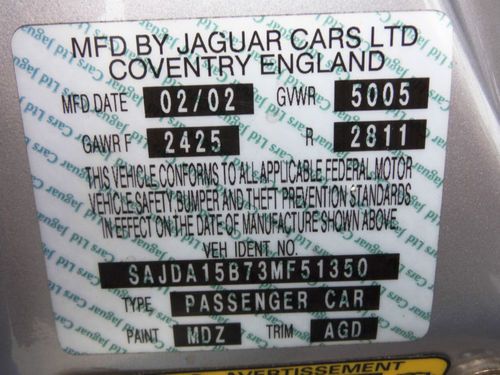 MFD BY JAGUAR CARS LTD
COVENTRY ENGLAND
MFD DATE 02/02 GVWR 5005
GAWR F 2425 R 2811
THIS VEHICLE CONFORMS TO ALL APPLICABLE FEDERAL MOTOR
VEHICLE SAFETY BUMPER AND THEFT PREVENTION STANDARDS
IN EFFECT ON THE DATE OF MANUFACTURE SHOWN ABOVE.
VEH IDENT NO.
SAJDA15B73MF51350
TYPE PASSENGER CAR
PAINT MDZ TRIM AGD
AVERTISSEMENT